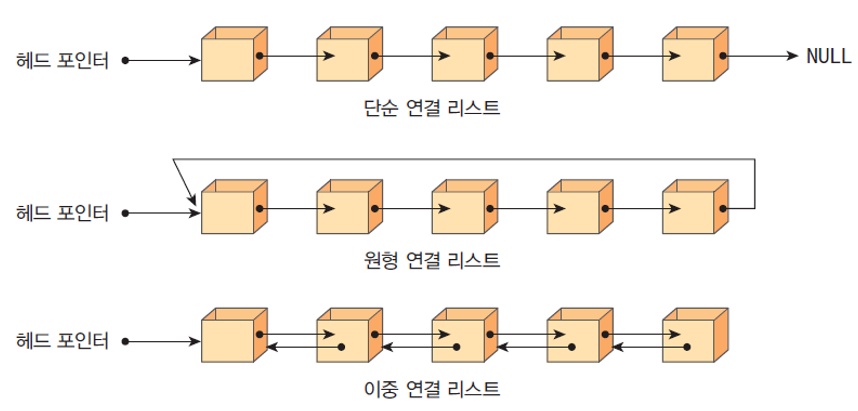 헤드 포인터 NULL
단순 연결 리스트
헤드 포인터
원형 연결 리스트
헤드 포인터
이중 연결 리스트